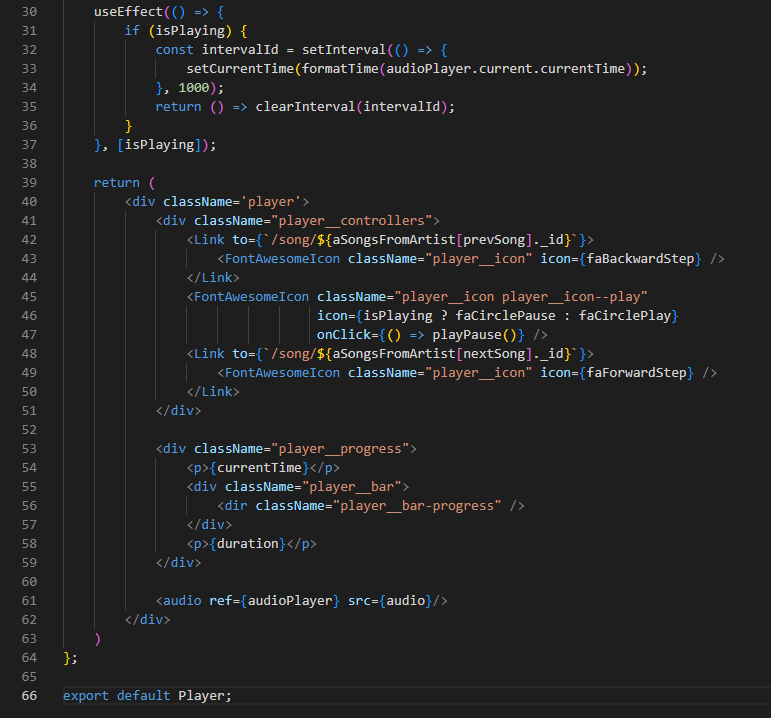 30 useEffect(() => {
31 if (isPlaying) {
32 const intervalId = setInterval(() => {
33 setCurrentTime(formatTime(audioPlayer.current.currentTime));
34 }, 1000);
35 return () => clearInterval(intervalId);
36 }
37 }, [isPlaying]);
38
39 return (
40 <div className='player'>
41 <div className="player__controllers">
42 <Link to={`/song/${aSongsFromArtist[prevSong]._id}`}>
43 <FontAwesomeIcon className="player__icon" icon={faBackwardStep} />
44 </Link>
45 <FontAwesomeIcon className="player__icon player__icon--play"
46 icon={isPlaying ? faCirclePause : faCirclePlay}
47 onClick={() => playPause()} />
48 <Link to={`/song/${aSongsFromArtist[nextSong]._id}`}>
49 <FontAwesomeIcon className="player__icon" icon={faForwardStep} />
50 </Link>
51 </div>
52
53 <div className="player__progress">
54 <p>{currentTime}</p>
55 <div className="player__bar">
56 <dir className="player__bar-progress" />
57 </div>
58 <p>{duration}</p>
59 </div>
60
61 <audio ref={audioPlayer} src={audio}/>
62 </div>
63 )
64 };
65
66 export default Player;